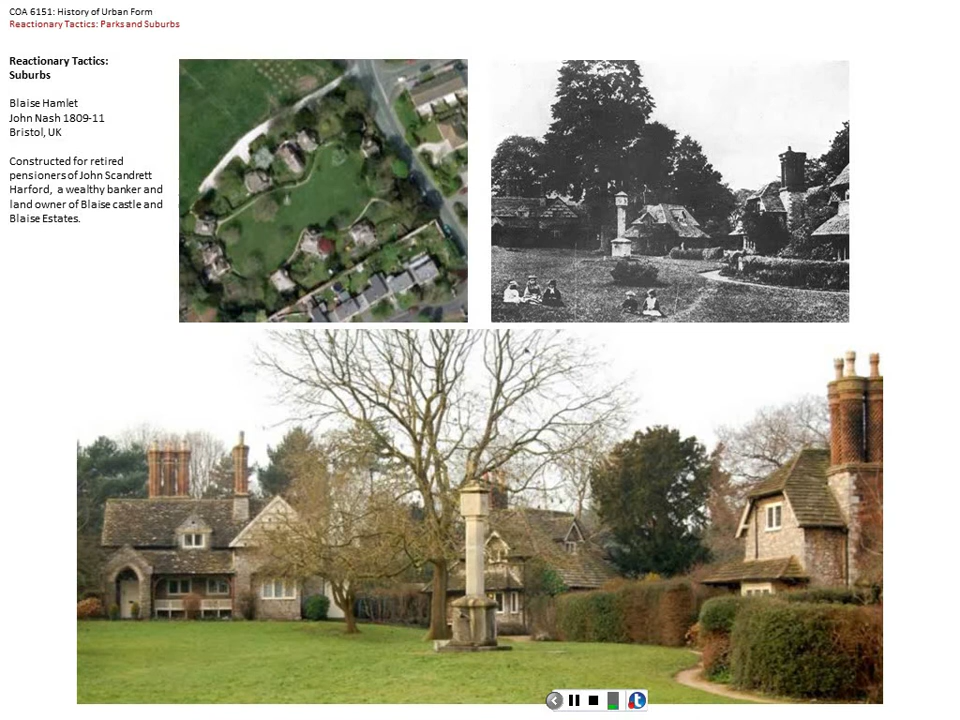 COA 6151: History of Urban Form
Reactionary Tactics: Parks and Suburbs
Reactionary Tactics:
Suburbs
Blaise Hamlet
John Nash 1809-11
Bristol, UK
Constructed for retired
pensioners of John Scandrett
Harford, a wealthy banker and
land owner of Blaise castle and
Blaise Estates.
t